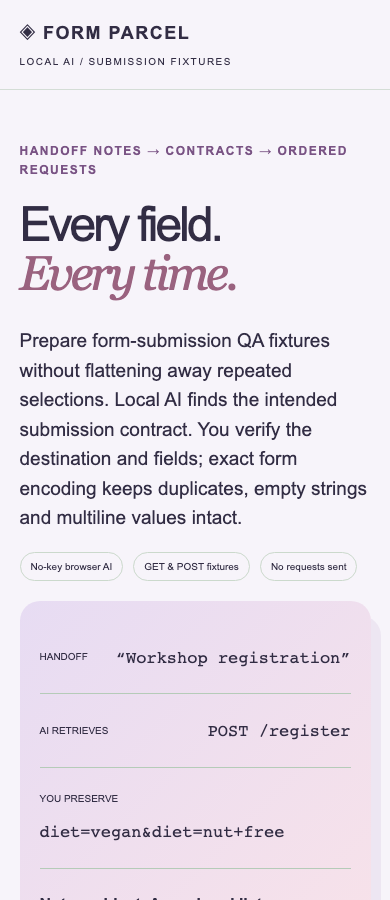 ◈ FORM PARCEL
LOCAL AI / SUBMISSION FIXTURES
HANDOFF NOTES → CONTRACTS → ORDERED
REQUESTS
Every field.
Every time.
Prepare form-submission QA fixtures
without flattening away repeated
selections. Local AI finds the intended
submission contract. You verify the
destination and fields; exact form
encoding keeps duplicates, empty strings
and multiline values intact.
No-key browser AI GET & POST fixtures No requests sent
HANDOFF “Workshop registration”
AI RETRIEVES POST /register
YOU PRESERVE
diet=vegan&diet=nut+free